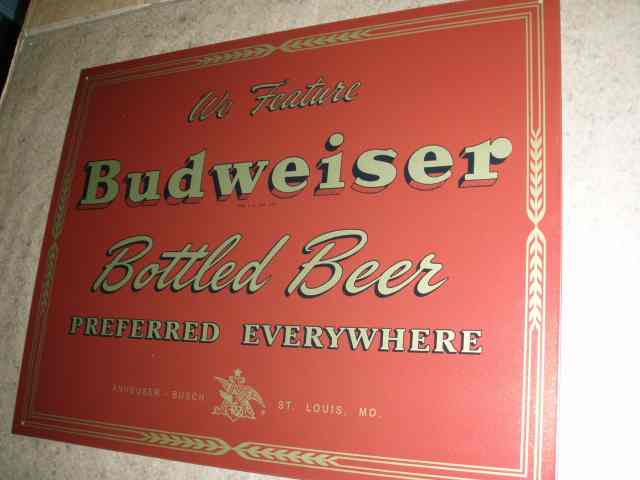 We Feature
Budweiser
Bottled Beer
PREFERRED EVERYWHERE
ANHEUSER - BUSCH ST. LOUIS, MO.